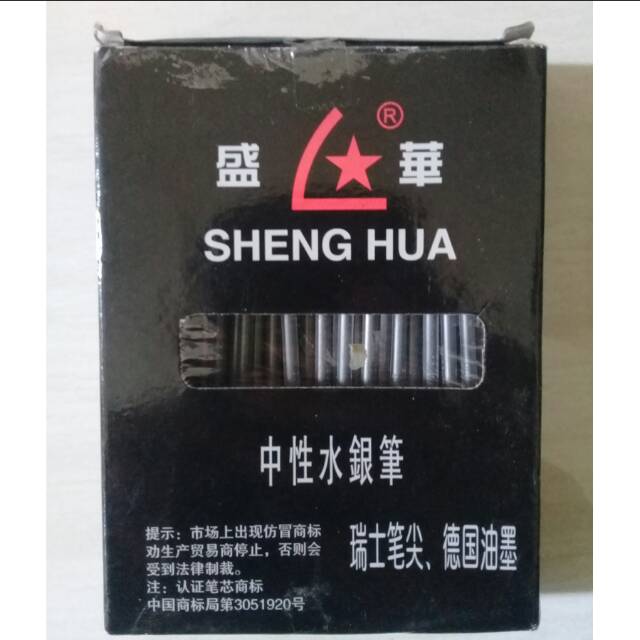 盛 ® 華
SHENG HUA
中性水銀筆
提示：市场上出现仿冒商标
劝生产贸易商停止，否则会
受到法律制裁。
注：认证笔芯商标
中国商标局第3051920号
瑞士笔尖、德国油墨